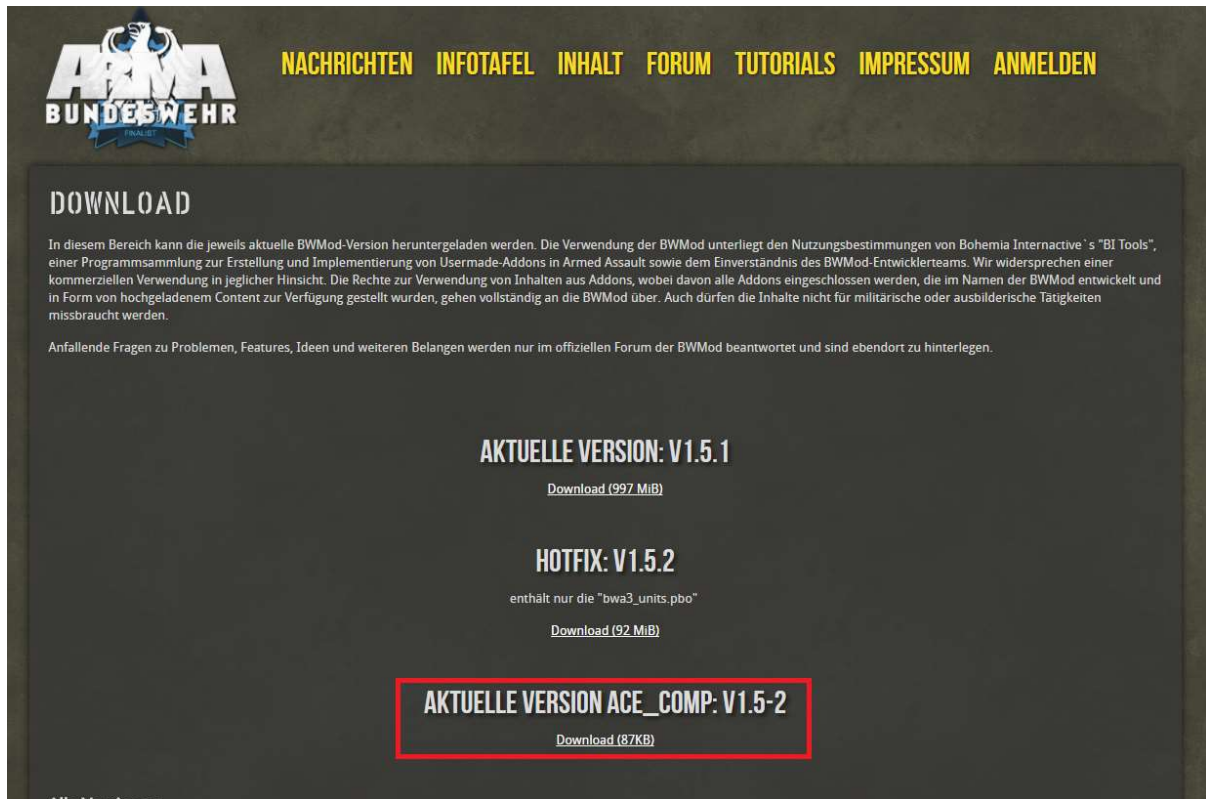 ARMA
BUNDESWEHR
FINALIST
NACHRICHTEN INFOTAFEL INHALT FORUM TUTORIALS IMPRESSUM ANMELDEN
DOWNLOAD
In diesem Bereich kann die jeweils aktuelle BWMod-Version heruntergeladen werden. Die Verwendung der BWMod unterliegt den Nutzungsbestimmungen von Bohemia Internactive`s "BI Tools",
einer Programmsammlung zur Erstellung und Implementierung von Usermade-Addons in Armed Assault sowie dem Einverständnis des BWMod-Entwicklerteams. Wir widersprechen einer
kommerziellen Verwendung in jeglicher Hinsicht. Die Rechte zur Verwendung von Inhalten aus Addons, wobei davon alle Addons eingeschlossen werden, die im Namen der BWMod entwickelt und
in Form von hochgeladenem Content zur Verfügung gestellt wurden, gehen vollständig an die BWMod über. Auch dürfen die Inhalte nicht für militärische oder ausbilderische Tätigkeiten
missbraucht werden.
Anfallende Fragen zu Problemen, Features, Ideen und weiteren Belangen werden nur im offiziellen Forum der BWMod beantwortet und sind ebendort zu hinterlegen.
AKTUELLE VERSION: V1.5.1
Download (997 MiB)
HOTFIX: V1.5.2
enthält nur die "bwa3_units.pbo"
Download (92 MiB)
AKTUELLE VERSION ACE_COMP: V1.5-2
Download (87KB)